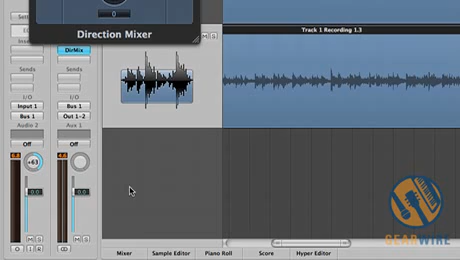 0
Direction Mixer
Track 1 Recording 1.3
M S
DirMix
Sends
Sends
I/O
I/O
Input 1
Bus 1
Bus 1
Out 1-2
Audio 2
Aux 1
Off
Off
+63
0.0
0.0
M S
M S
I R
Mixer
Sample Editor
Piano Roll
Score
Hyper Editor
GEARWIRE